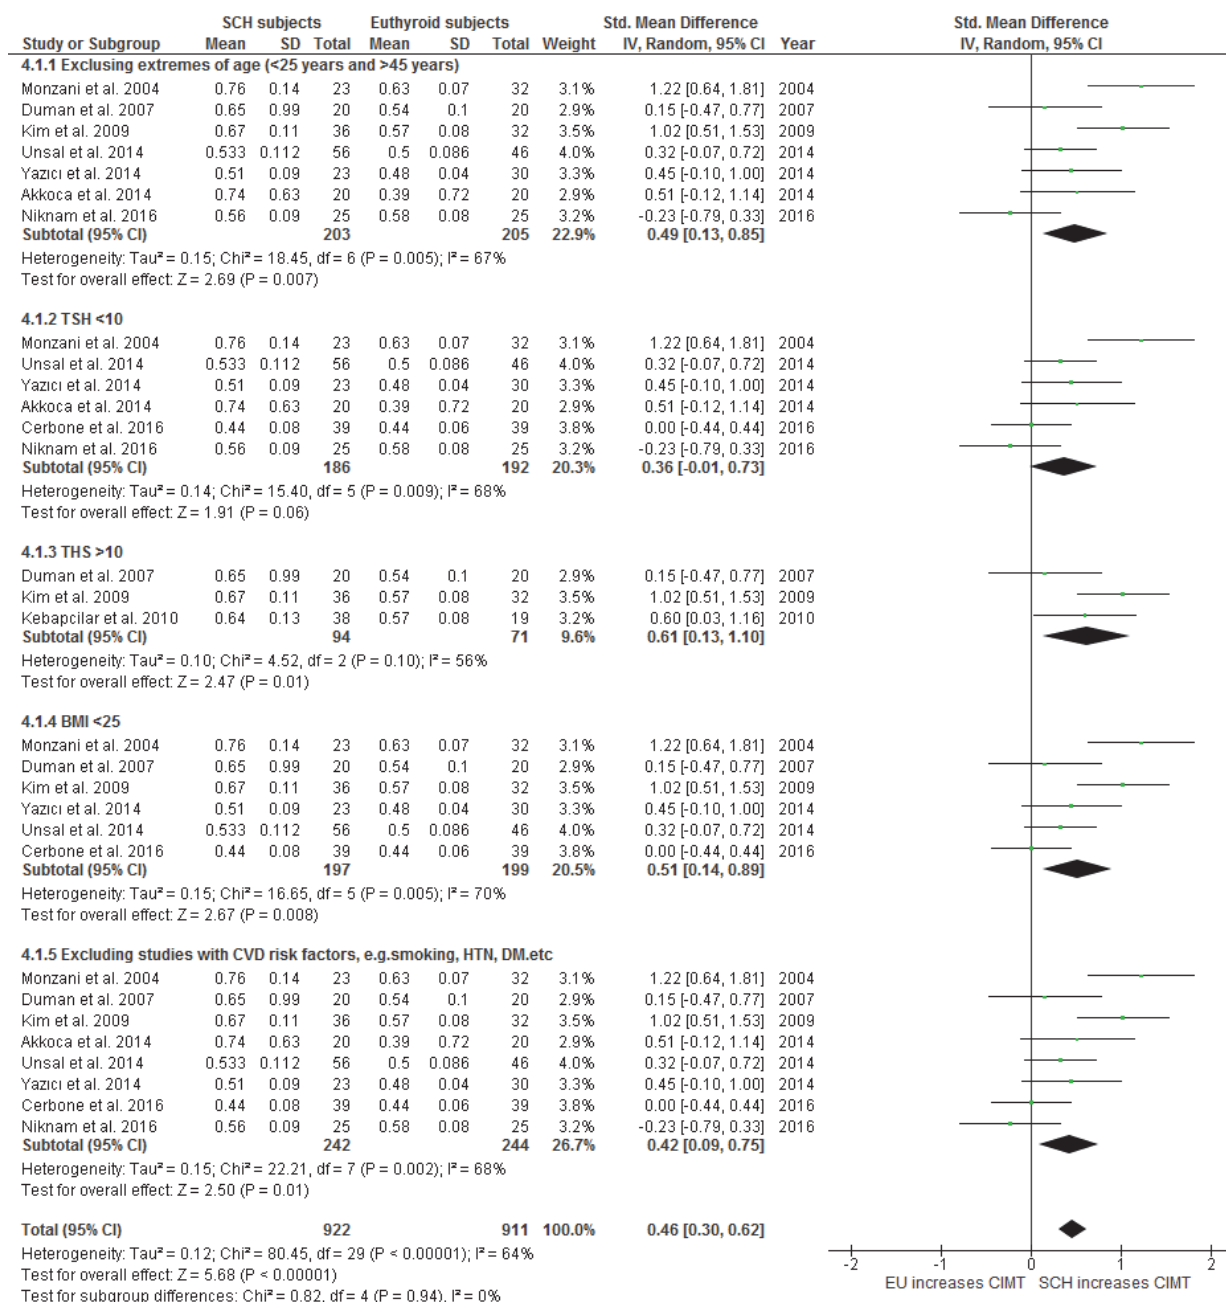 SCH subjects Euthyroid subjects Std. Mean Difference Std. Mean Difference
Study or Subgroup Mean SD Total Mean SD Total Weight IV, Random, 95% CI Year IV, Random, 95% CI
4.1.1 Exclusing extremes of age (<25 years and >45 years)
Monzani et al. 2004 0.76 0.14 23 0.63 0.07 32 3.1% 1.22 [0.64, 1.81] 2004
Duman et al. 2007 0.65 0.99 20 0.54 0.1 20 2.9% 0.15 [-0.47, 0.77] 2007
Kim et al. 2009 0.67 0.11 36 0.57 0.08 32 3.5% 1.02 [0.51, 1.53] 2009
Unsal et al. 2014 0.533 0.112 56 0.5 0.086 46 4.0% 0.32 [-0.07, 0.72] 2014
Yazıcı et al. 2014 0.51 0.09 23 0.48 0.04 30 3.3% 0.45 [-0.10, 1.00] 2014
Akkoca et al. 2014 0.74 0.63 20 0.39 0.72 20 2.9% 0.51 [-0.12, 1.14] 2014
Niknam et al. 2016 0.56 0.09 25 0.58 0.08 25 3.2% -0.23 [-0.79, 0.33] 2016
Subtotal (95% CI) 203 205 22.9% 0.49 [0.13, 0.85]
Heterogeneity: Tau² = 0.15; Chi² = 18.45, df = 6 (P = 0.005); I² = 67%
Test for overall effect: Z = 2.69 (P = 0.007)
4.1.2 TSH <10
Monzani et al. 2004 0.76 0.14 23 0.63 0.07 32 3.1% 1.22 [0.64, 1.81] 2004
Unsal et al. 2014 0.533 0.112 56 0.5 0.086 46 4.0% 0.32 [-0.07, 0.72] 2014
Yazıcı et al. 2014 0.51 0.09 23 0.48 0.04 30 3.3% 0.45 [-0.10, 1.00] 2014
Akkoca et al. 2014 0.74 0.63 20 0.39 0.72 20 2.9% 0.51 [-0.12, 1.14] 2014
Cerbone et al. 2016 0.44 0.08 39 0.44 0.06 39 3.8% 0.00 [-0.44, 0.44] 2016
Niknam et al. 2016 0.56 0.09 25 0.58 0.08 25 3.2% -0.23 [-0.79, 0.33] 2016
Subtotal (95% CI) 186 192 20.3% 0.36 [-0.01, 0.73]
Heterogeneity: Tau² = 0.14; Chi² = 15.40, df = 5 (P = 0.009); I² = 68%
Test for overall effect: Z = 1.91 (P = 0.06)
4.1.3 THS >10
Duman et al. 2007 0.65 0.99 20 0.54 0.1 20 2.9% 0.15 [-0.47, 0.77] 2007
Kim et al. 2009 0.67 0.11 36 0.57 0.08 32 3.5% 1.02 [0.51, 1.53] 2009
Kebapcilar et al. 2010 0.64 0.13 38 0.57 0.08 19 3.2% 0.60 [0.03, 1.16] 2010
Subtotal (95% CI) 94 71 9.6% 0.61 [0.13, 1.10]
Heterogeneity: Tau² = 0.10; Chi² = 4.52, df = 2 (P = 0.10); I² = 56%
Test for overall effect: Z = 2.47 (P = 0.01)
4.1.4 BMI <25
Monzani et al. 2004 0.76 0.14 23 0.63 0.07 32 3.1% 1.22 [0.64, 1.81] 2004
Duman et al. 2007 0.65 0.99 20 0.54 0.1 20 2.9% 0.15 [-0.47, 0.77] 2007
Kim et al. 2009 0.67 0.11 36 0.57 0.08 32 3.5% 1.02 [0.51, 1.53] 2009
Yazıcı et al. 2014 0.51 0.09 23 0.48 0.04 30 3.3% 0.45 [-0.10, 1.00] 2014
Unsal et al. 2014 0.533 0.112 56 0.5 0.086 46 4.0% 0.32 [-0.07, 0.72] 2014
Cerbone et al. 2016 0.44 0.08 39 0.44 0.06 39 3.8% 0.00 [-0.44, 0.44] 2016
Subtotal (95% CI) 197 199 20.5% 0.51 [0.14, 0.89]
Heterogeneity: Tau² = 0.15; Chi² = 16.65, df = 5 (P = 0.005); I² = 70%
Test for overall effect: Z = 2.67 (P = 0.008)
4.1.5 Excluding studies with CVD risk factors, e.g.smoking, HTN, DM.etc
Monzani et al. 2004 0.76 0.14 23 0.63 0.07 32 3.1% 1.22 [0.64, 1.81] 2004
Duman et al. 2007 0.65 0.99 20 0.54 0.1 20 2.9% 0.15 [-0.47, 0.77] 2007
Kim et al. 2009 0.67 0.11 36 0.57 0.08 32 3.5% 1.02 [0.51, 1.53] 2009
Akkoca et al. 2014 0.74 0.63 20 0.39 0.72 20 2.9% 0.51 [-0.12, 1.14] 2014
Unsal et al. 2014 0.533 0.112 56 0.5 0.086 46 4.0% 0.32 [-0.07, 0.72] 2014
Yazıcı et al. 2014 0.51 0.09 23 0.48 0.04 30 3.3% 0.45 [-0.10, 1.00] 2014
Cerbone et al. 2016 0.44 0.08 39 0.44 0.06 39 3.8% 0.00 [-0.44, 0.44] 2016
Niknam et al. 2016 0.56 0.09 25 0.58 0.08 25 3.2% -0.23 [-0.79, 0.33] 2016
Subtotal (95% CI) 242 244 26.7% 0.42 [0.09, 0.75]
Heterogeneity: Tau² = 0.15; Chi² = 22.21, df = 7 (P = 0.002); I² = 68%
Test for overall effect: Z = 2.50 (P = 0.01)
Total (95% CI) 922 911 100.0% 0.46 [0.30, 0.62]
Heterogeneity: Tau² = 0.12; Chi² = 80.45, df = 29 (P < 0.00001); I² = 64%
Test for overall effect: Z = 5.68 (P < 0.00001)
Test for subgroup differences: Chi² = 0.82, df = 4 (P = 0.94), I² = 0%
-2 -1 0 1 2
EU increases CIMT SCH increases CIMT